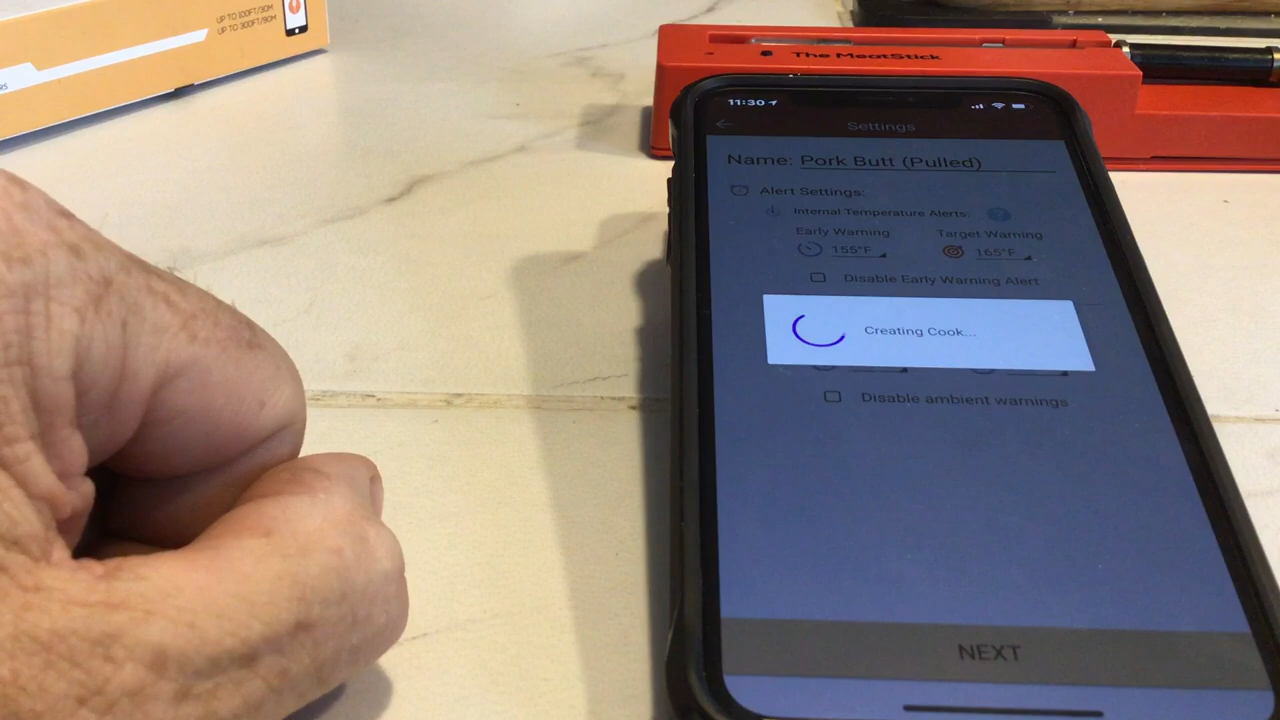 UP TO 100FT/30M
UP TO 300FT/90M
The MeatStick
11:30
Settings
Name: Pork Butt (Pulled)
Alert Settings:
Internal Temperature Alerts:
Early Warning Target Warning
155°F 165°F
Disable Early Warning Alert
Creating Cook...
Disable ambient warnings
NEXT